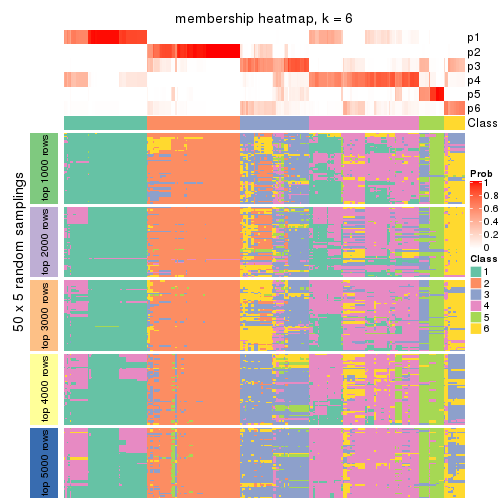 membership heatmap, k = 6
p1
p2
p3
p4
p5
p6
Class
50 x 5 random samplings
top 1000 rows
top 2000 rows
top 3000 rows
top 4000 rows
top 5000 rows
Prob
1
0.8
0.6
0.4
0.2
0
Class
1
2
3
4
5
6